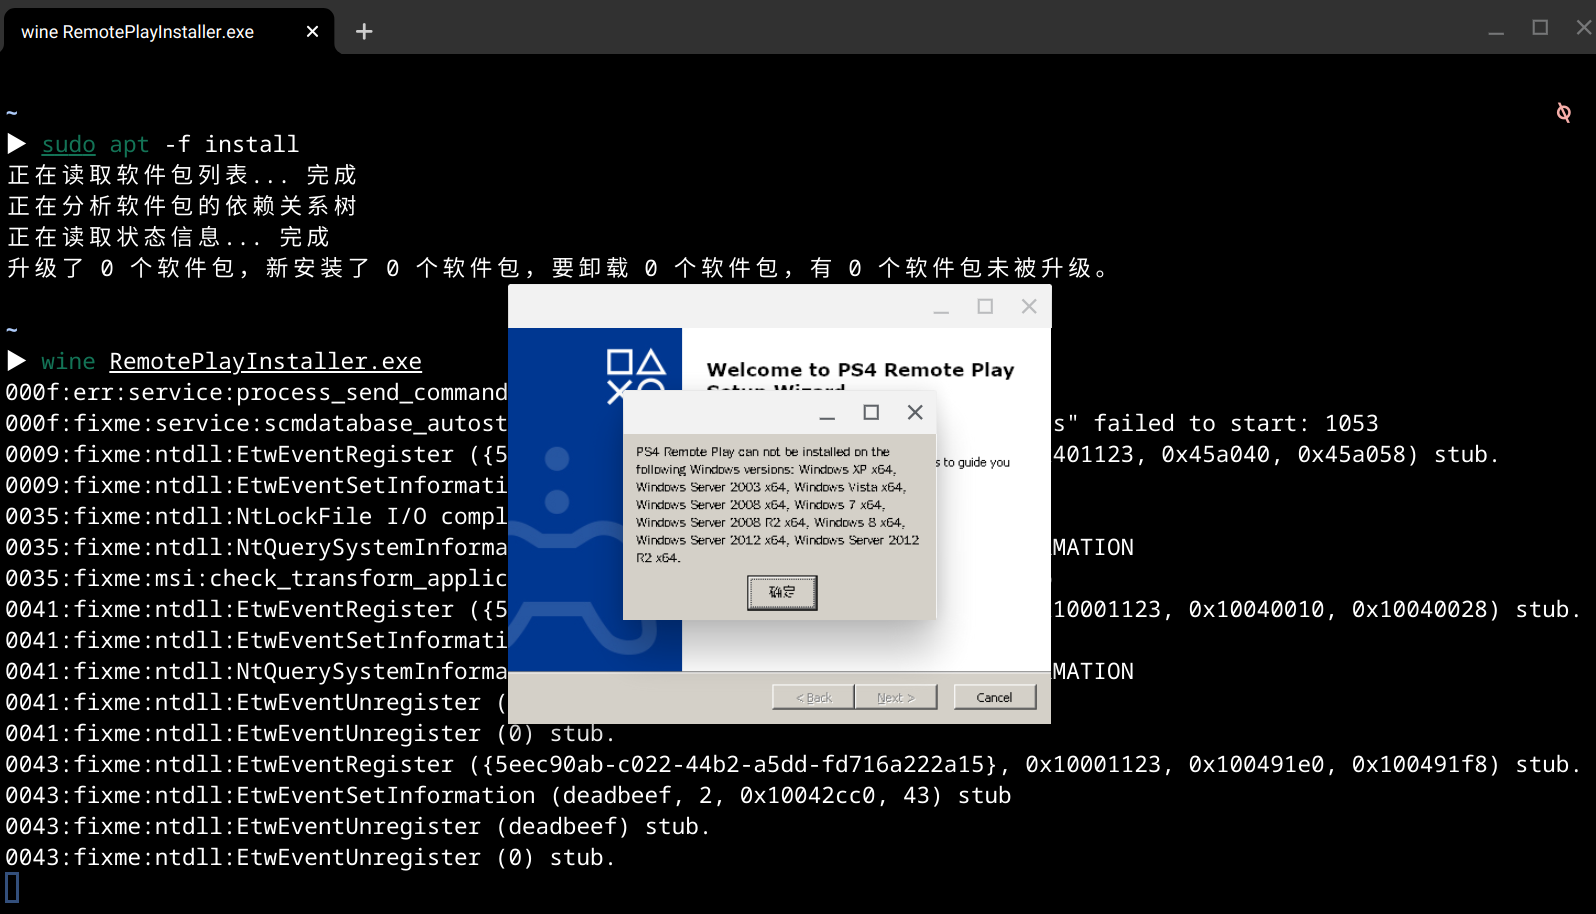 wine RemotePlayInstaller.exe
~
sudo apt -f install
正在读取软件包列表... 完成
正在分析软件包的依赖关系树
正在读取状态信息... 完成
升级了 0 个软件包，新安装了 0 个软件包，要卸载 0 个软件包，有 0 个软件包未被升级。
~
wine RemotePlayInstaller.exe
000f:err:service:process_send_command
000f:fixme:service:scmdatabase_autost s" failed to start: 1053
0009:fixme:ntdll:EtwEventRegister ({5 401123, 0x45a040, 0x45a058) stub.
0009:fixme:ntdll:EtwEventSetInformati
0035:fixme:ntdll:NtLockFile I/O compl
0035:fixme:ntdll:NtQuerySystemInforma MATION
0035:fixme:msi:check_transform_applic
0041:fixme:ntdll:EtwEventRegister ({5 10001123, 0x10040010, 0x10040028) stub.
0041:fixme:ntdll:EtwEventSetInformati
0041:fixme:ntdll:NtQuerySystemInforma MATION
0041:fixme:ntdll:EtwEventUnregister (
0041:fixme:ntdll:EtwEventUnregister (0) stub.
0043:fixme:ntdll:EtwEventRegister ({5eec90ab-c022-44b2-a5dd-fd716a222a15}, 0x10001123, 0x100491e0, 0x100491f8) stub.
0043:fixme:ntdll:EtwEventSetInformation (deadbeef, 2, 0x10042cc0, 43) stub
0043:fixme:ntdll:EtwEventUnregister (deadbeef) stub.
0043:fixme:ntdll:EtwEventUnregister (0) stub.
Welcome to PS4 Remote Play
Setup Wizard
s to guide you
PS4 Remote Play can not be installed on the
following Windows versions: Windows XP x64,
Windows Server 2003 x64, Windows Vista x64,
Windows Server 2008 x64, Windows 7 x64,
Windows Server 2008 R2 x64, Windows 8 x64,
Windows Server 2012 x64, Windows Server 2012
R2 x64.
确定
< Back
Next >
Cancel